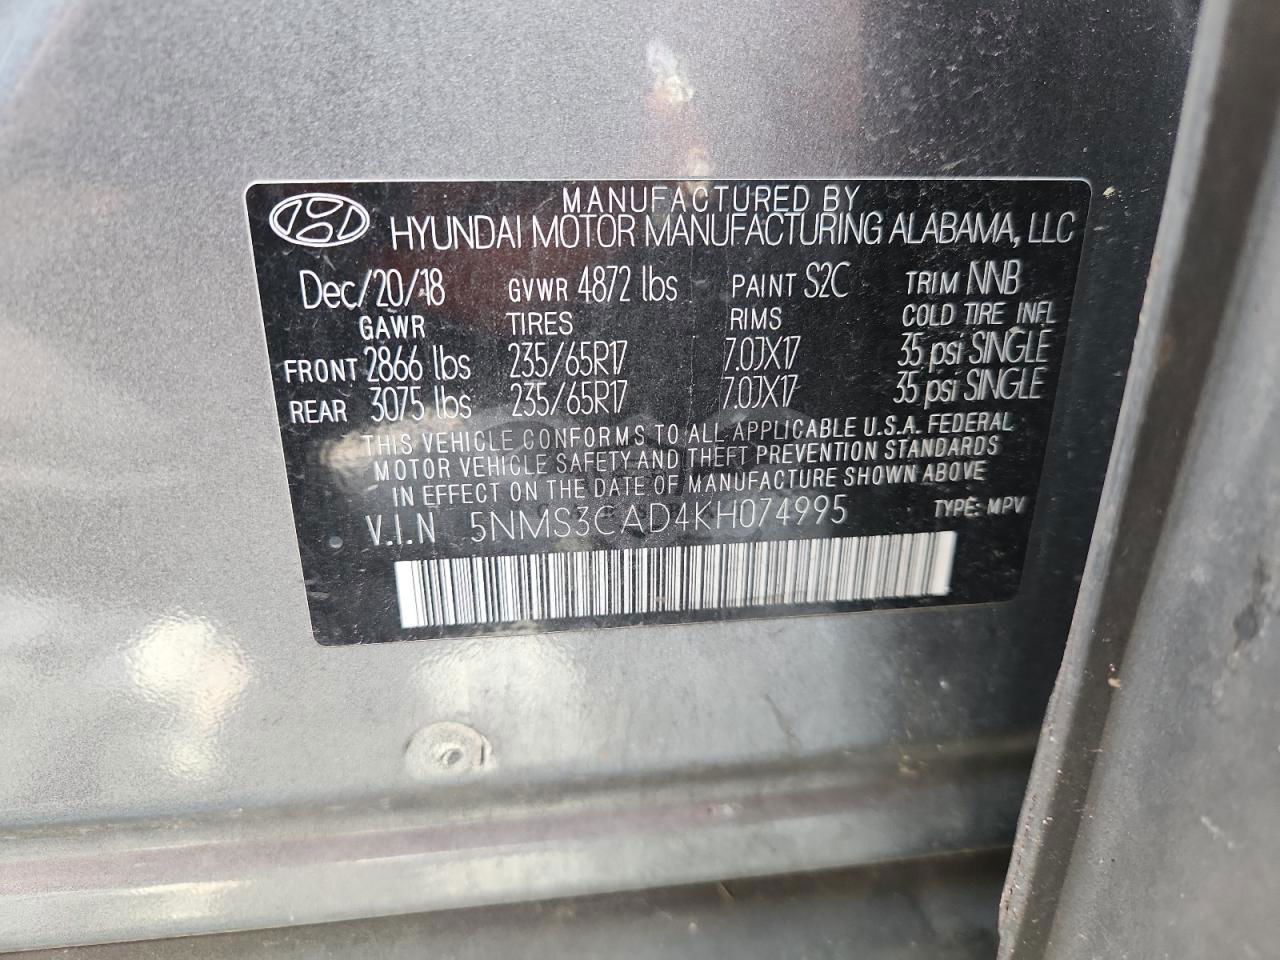 MANUFACTURED BY
HYUNDAI MOTOR MANUFACTURING ALABAMA, LLC
Dec/20/18 GVWR 4872 lbs PAINT S2C TRIM NNB
GAWR TIRES RIMS COLD TIRE INFL
FRONT 2866 lbs 235/65R17 7.0JX17 35 psi SINGLE
REAR 3075 lbs 235/65R17 7.0JX17 35 psi SINGLE
THIS VEHICLE CONFORMS TO ALL APPLICABLE U.S.A. FEDERAL
MOTOR VEHICLE SAFETY AND THEFT PREVENTION STANDARDS
IN EFFECT ON THE DATE OF MANUFACTURE SHOWN ABOVE
V.I.N 5NMS3CAD4KH074995 TYPE: MPV